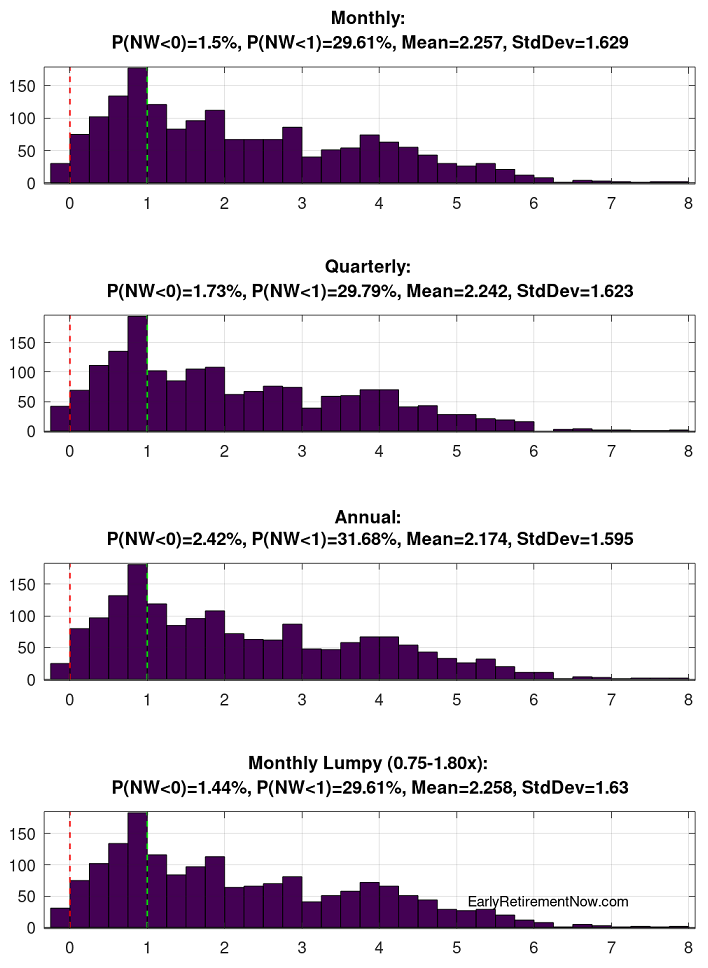 Monthly:
P(NW<0)=1.5%, P(NW<1)=29.61%, Mean=2.257, StdDev=1.629
150
100
50
0
0 1 2 3 4 5 6 7 8
Quarterly:
P(NW<0)=1.73%, P(NW<1)=29.79%, Mean=2.242, StdDev=1.623
150
100
50
0
0 1 2 3 4 5 6 7 8
Annual:
P(NW<0)=2.42%, P(NW<1)=31.68%, Mean=2.174, StdDev=1.595
150
100
50
0
0 1 2 3 4 5 6 7 8
Monthly Lumpy (0.75-1.80x):
P(NW<0)=1.44%, P(NW<1)=29.61%, Mean=2.258, StdDev=1.63
150
100
50
EarlyRetirementNow.com
0
0 1 2 3 4 5 6 7 8